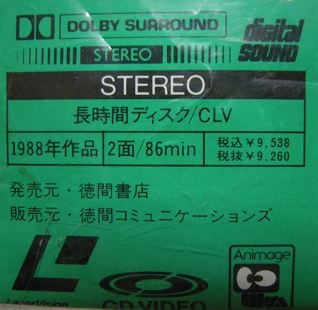 DOLBY SURROUND
digital
SOUND
STEREO
STEREO
長時間ディスク/CLV
1988年作品 2面/86min 税込￥9,538
税抜￥9,260
発売元・徳間書店
販売元・徳間コミュニケーションズ
Animage
LaserVision
CD VIDEO